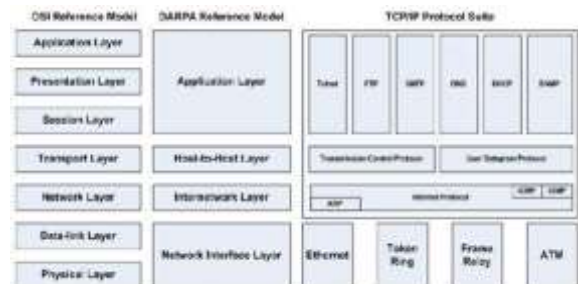 OSI Reference Model
DARPA Reference Model
TCP/IP Protocol Suite
Application Layer
Presentation Layer
Session Layer
Transport Layer
Network Layer
Data-link Layer
Physical Layer
Application Layer
Host-to-Host Layer
Internetwork Layer
Network Interface Layer
Telnet
FTP
SMTP
DNS
SNMP
Transmission Control Protocol
User Datagram Protocol
Internet Protocol
ARP
ICMP
IGMP
Ethernet
Token
Ring
Frame
Relay
ATM